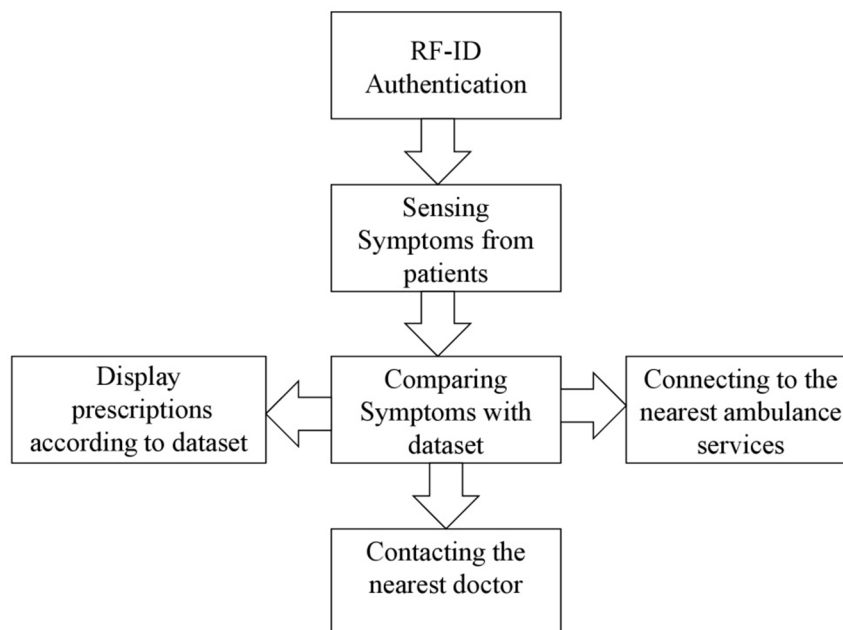 RF-ID
Authentication
Sensing
Symptoms from
patients
Display
prescriptions
according to dataset
Comparing
Symptoms with
dataset
Connecting to the
nearest ambulance
services
Contacting the
nearest doctor